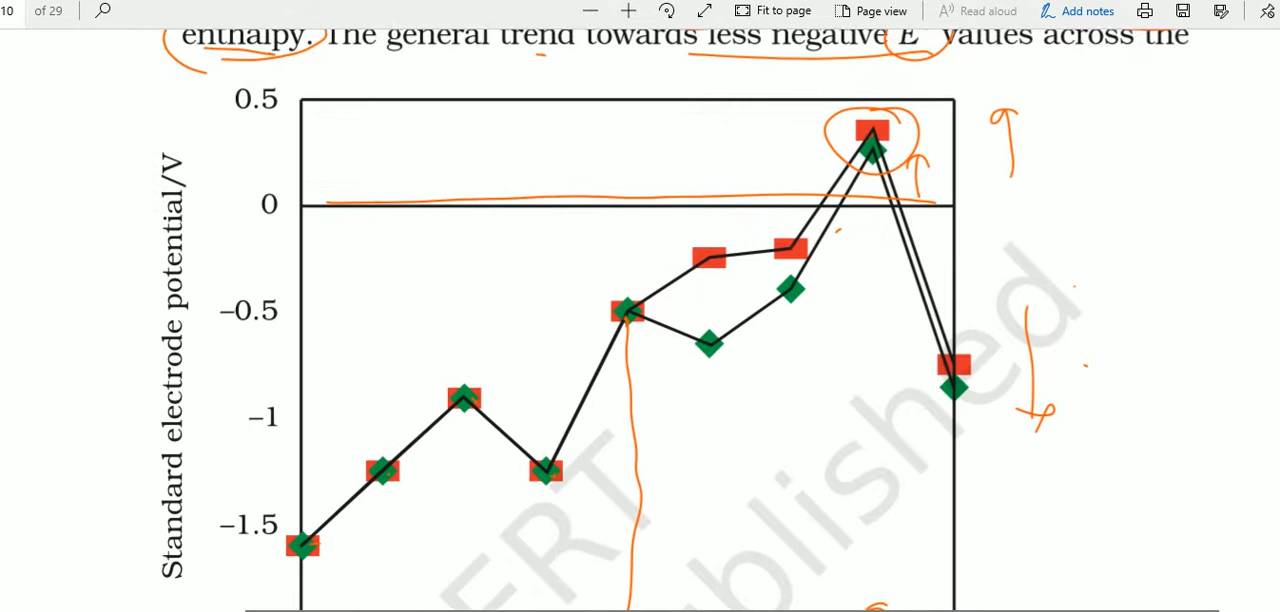 10 of 29
Fit to page
Page view
A Read aloud
Add notes
enthalpy. The general trend towards less negative E° values across the
0.5
0
−0.5
−1
−1.5
Standard electrode potential/V